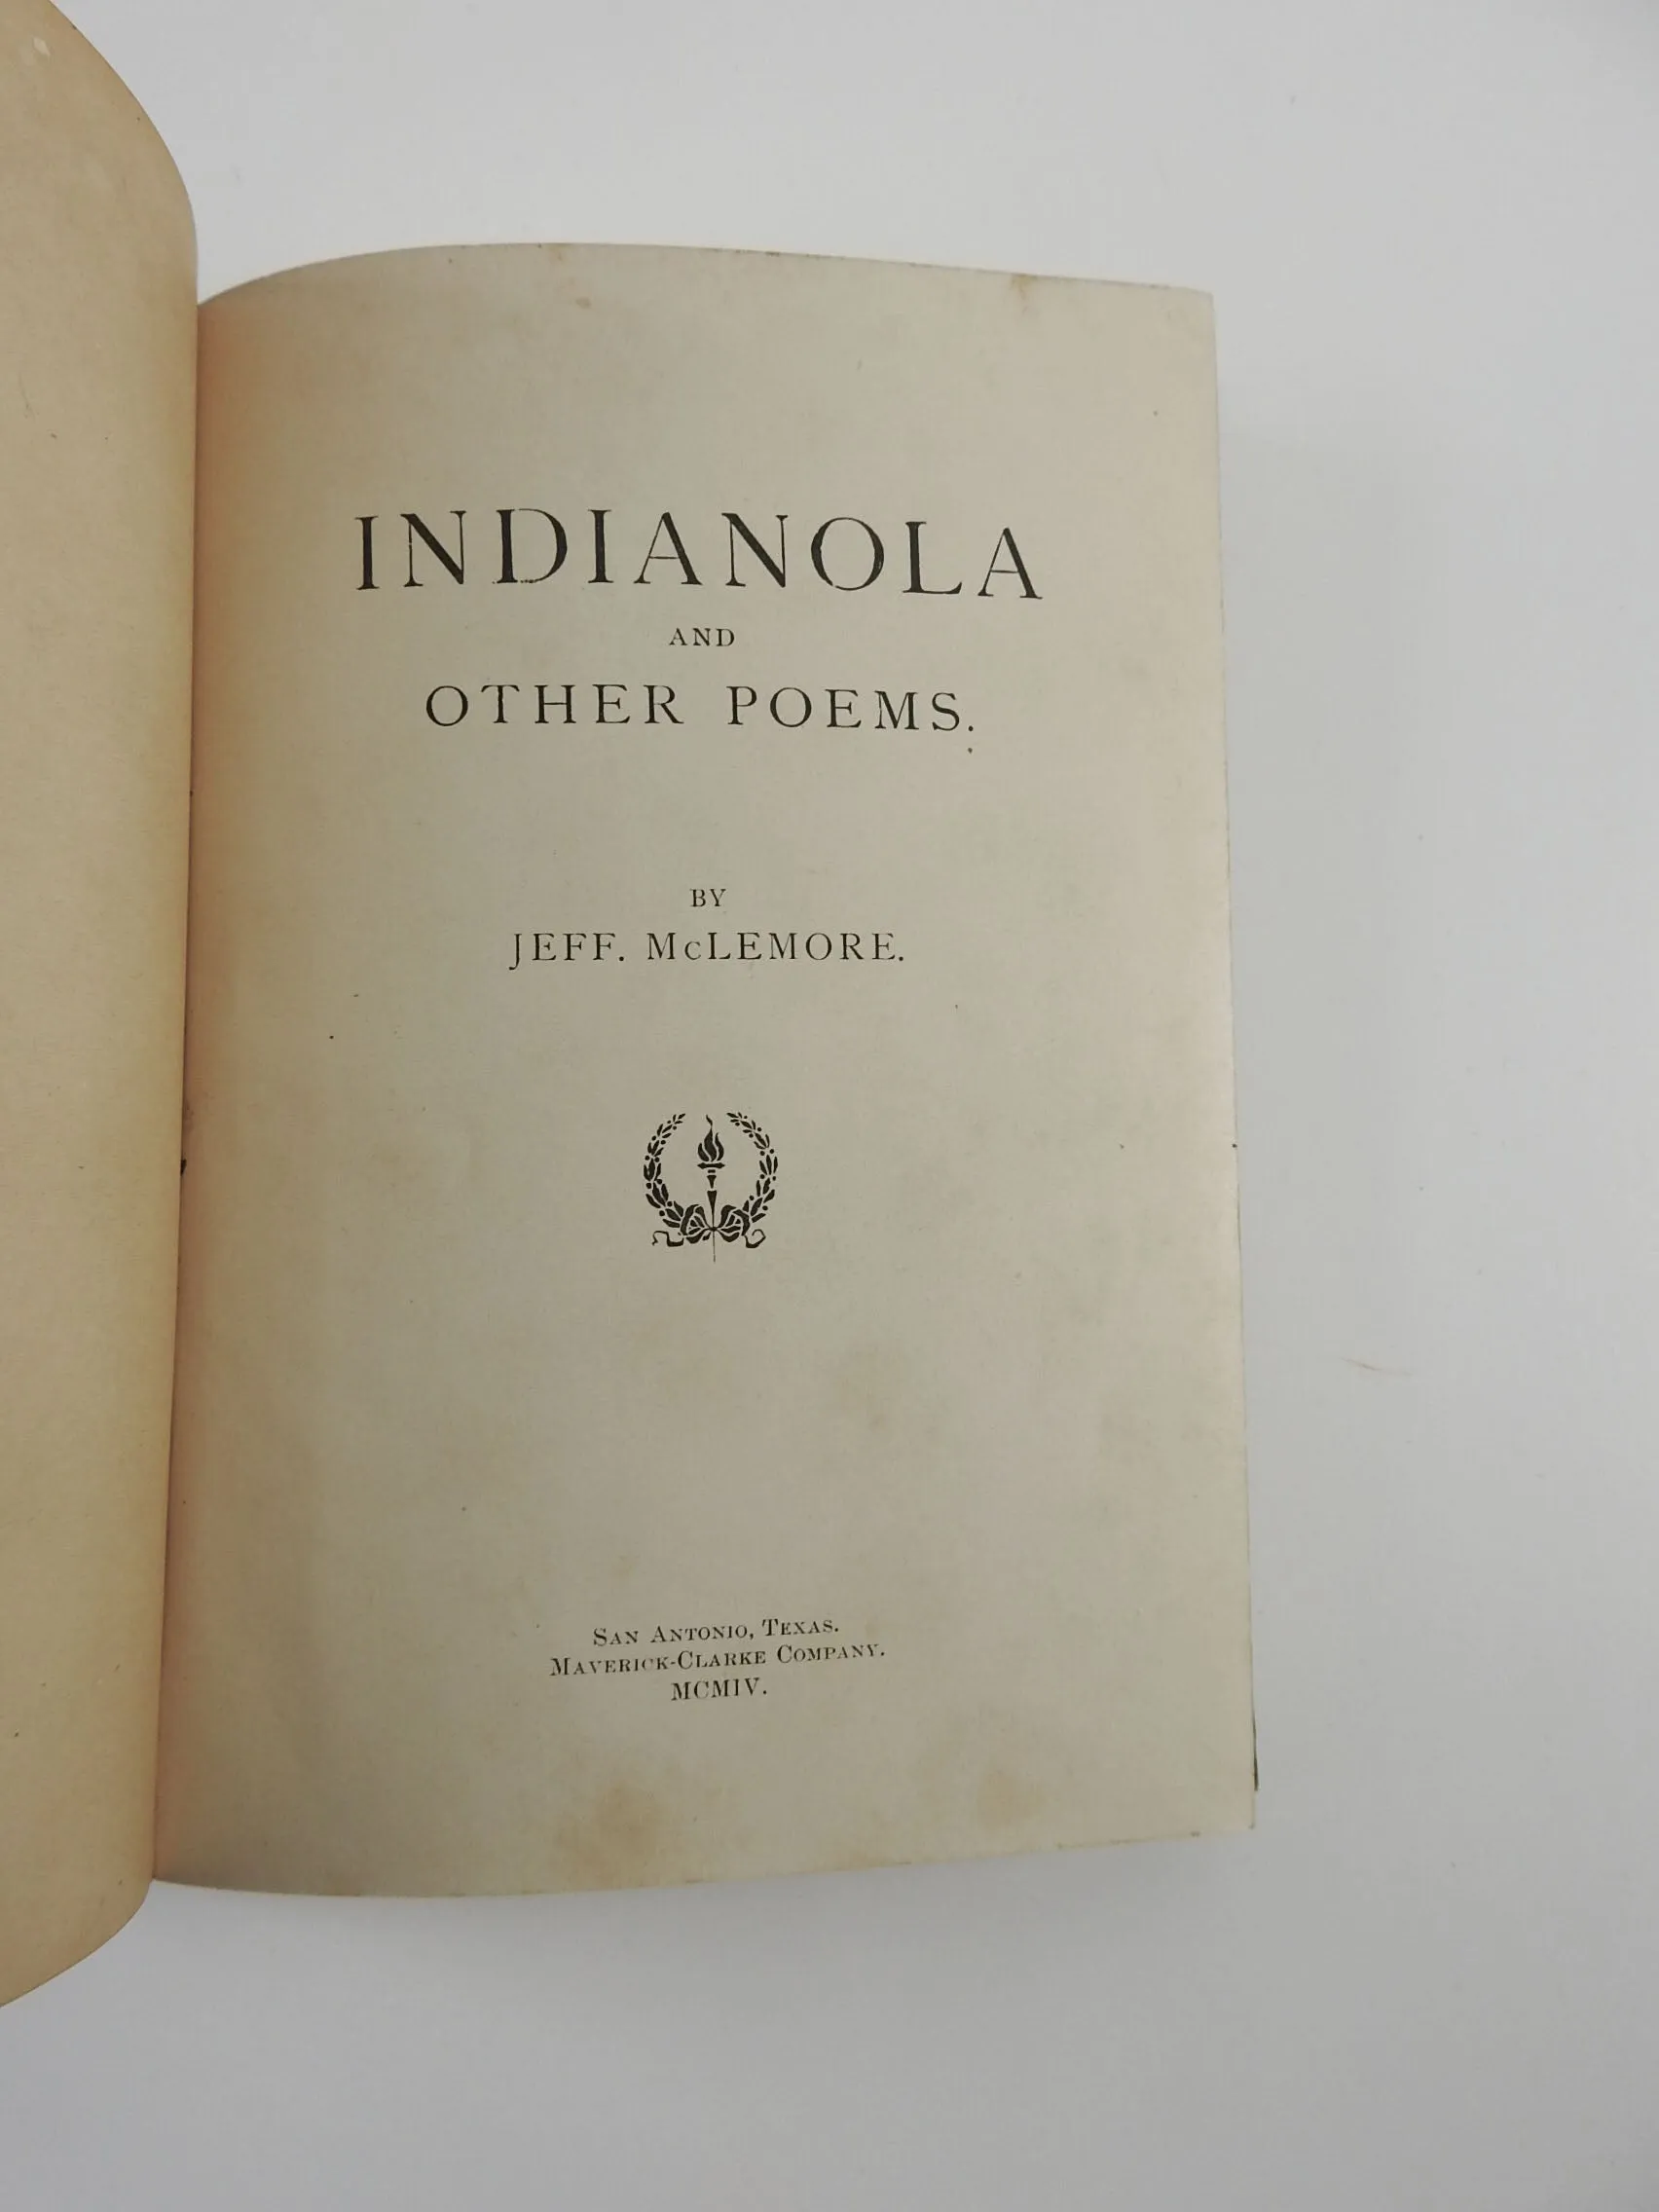 INDIANOLA
AND
OTHER POEMS.
BY
JEFF. McLEMORE.
San Antonio, Texas.
Maverick-Clarke Company.
MCMIV.